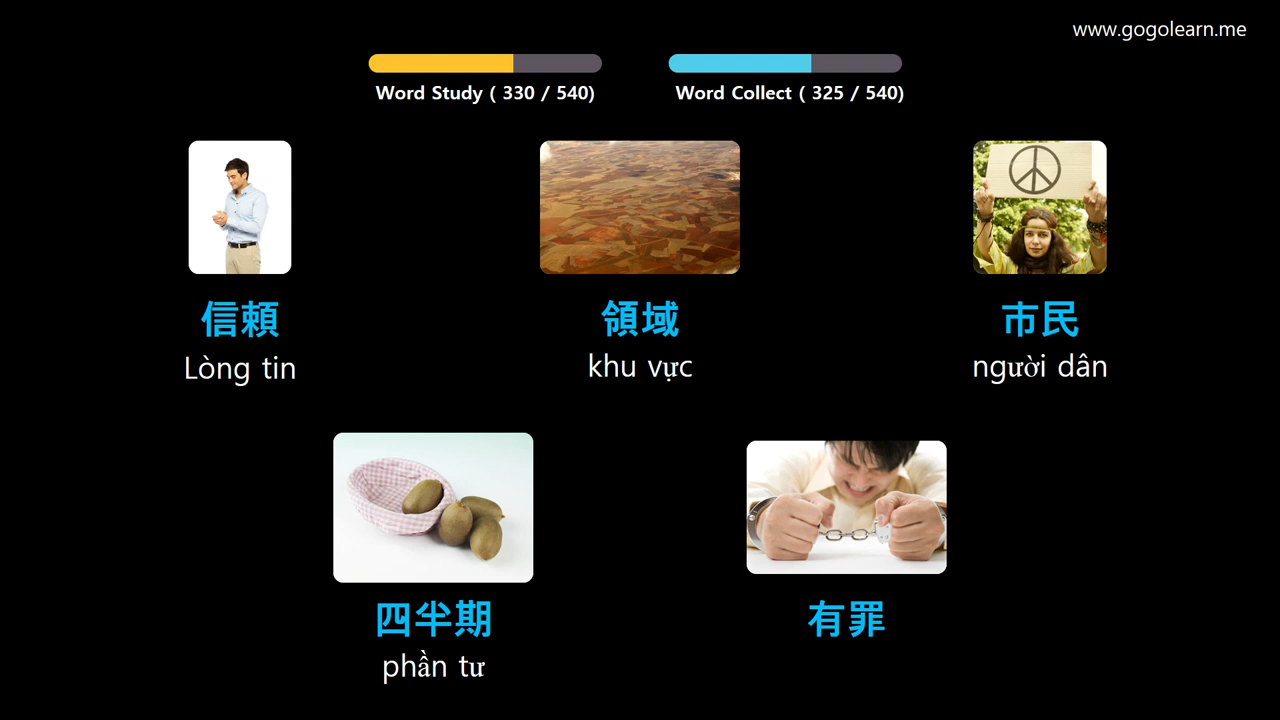 www.gogolearn.me
Word Study ( 330 / 540)
Word Collect ( 325 / 540)
信頼
Lòng tin
領域
khu vực
市民
người dân
四半期
phần tư
有罪